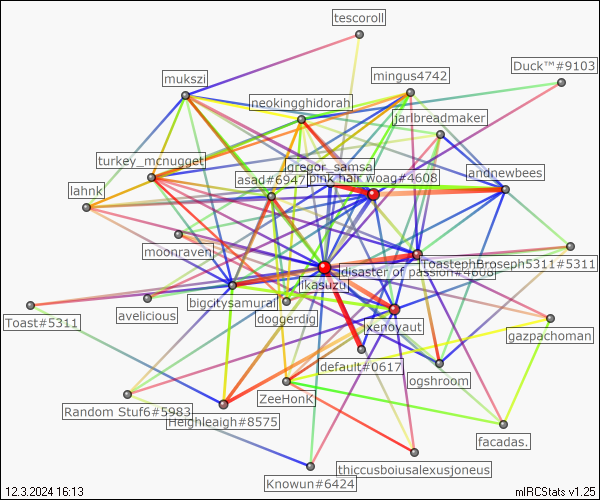 tescoroll
Duck™#9103
mukszi
mingus4742
neokingghidorah
jarlbreadmaker
turkey_mcnugget
gregor_samsa
andnewbees
asad#6947
pink hair woag#4608
lahnk
moonraven
ToastephBroseph5311#5311
disaster of passion#4608
likasuzu
bigcitysamurai
avelicious
doggerdig
Toast#5311
xenoyaut
gazpachoman
default#0617
ogshroom
ZeeHonk
Random Stuf6#5983
Heighleaigh#8575
facadas.
thiccusboiusalexusjoneus
Knowun#6424
12.3.2024 16:13
mIRCStats v1.25